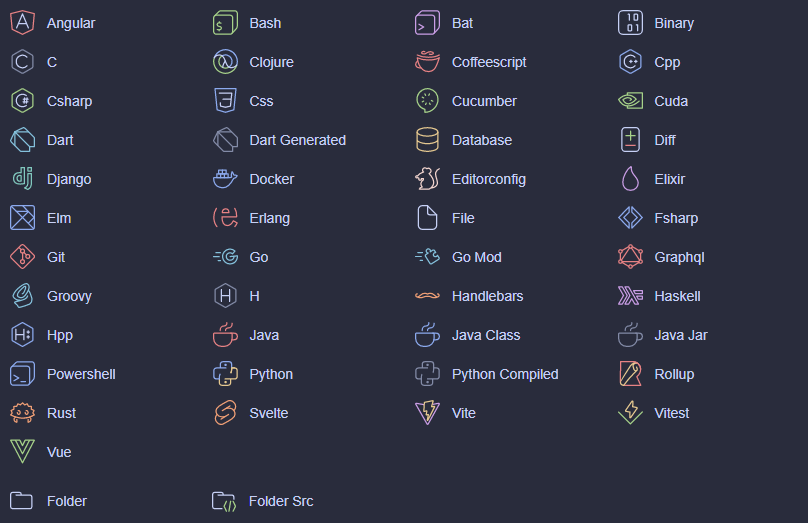 Angular Bash Bat Binary
C Clojure Coffeescript Cpp
Csharp Css Cucumber Cuda
Dart Dart Generated Database Diff
Django Docker Editorconfig Elixir
Elm Erlang File Fsharp
Git Go Go Mod Graphql
Groovy H Handlebars Haskell
Hpp Java Java Class Java Jar
Powershell Python Python Compiled Rollup
Rust Svelte Vite Vitest
Vue
Folder Folder Src